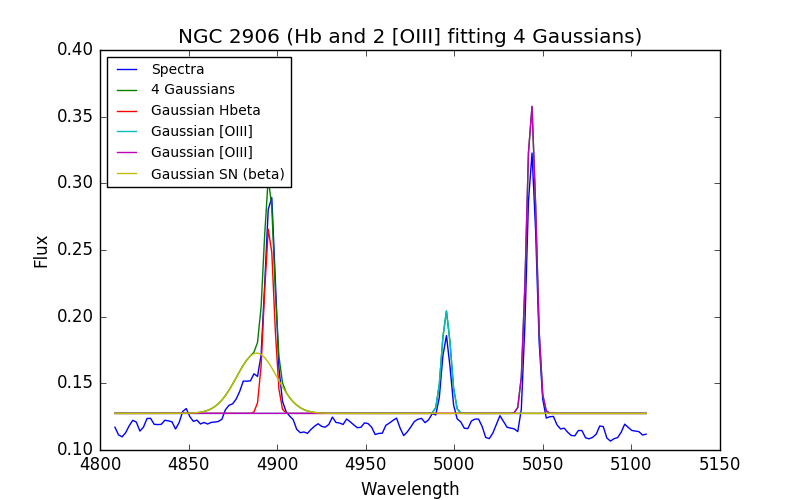 NGC 2906 (Hb and 2 [OIII] fitting 4 Gaussians)
0.40
0.35
0.30
0.25
0.20
0.15
0.10
Flux
Spectra
4 Gaussians
Gaussian Hbeta
Gaussian [OIII]
Gaussian [OIII]
Gaussian SN (beta)
4800 4850 4900 4950 5000 5050 5100 5150
Wavelength